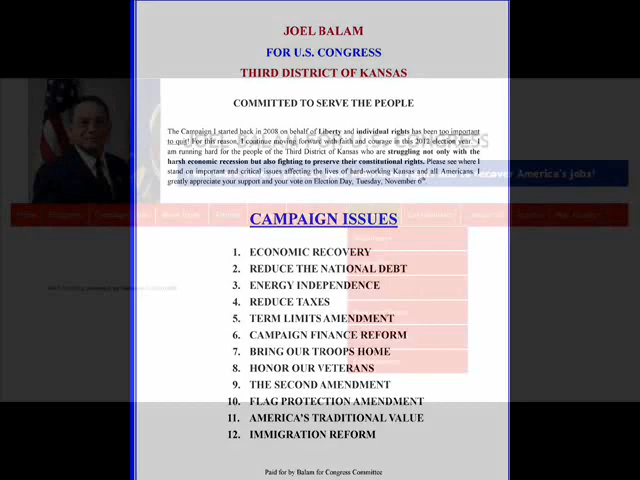 JOEL BALAM
FOR U.S. CONGRESS
THIRD DISTRICT OF KANSAS
COMMITTED TO SERVE THE PEOPLE
The Campaign I started back in 2008 on behalf of Liberty and individual rights has been too important
to quit! For this reason, I continue moving forward with faith and courage in this 2012 election year. I
am running hard for the people of the Third District of Kansas who are struggling not only with the
harsh economic recession but also fighting to preserve their constitutional rights. Please see where I
stand on important and critical issues affecting the lives of hard-working Kansas and all Americans. I
greatly appreciate your support and your vote on Election Day, Tuesday, November 6th.
JOEL BALAM FOR U.S. CONGRESS
Recover America's jobs!
CAMPAIGN ISSUES
1. ECONOMIC RECOVERY
2. REDUCE THE NATIONAL DEBT
3. ENERGY INDEPENDENCE
4. REDUCE TAXES
5. TERM LIMITS AMENDMENT
6. CAMPAIGN FINANCE REFORM
7. BRING OUR TROOPS HOME
8. HONOR OUR VETERANS
9. THE SECOND AMENDMENT
10. FLAG PROTECTION AMENDMENT
11. AMERICA'S TRADITIONAL VALUE
12. IMMIGRATION REFORM
Paid for by Balam for Congress Committee